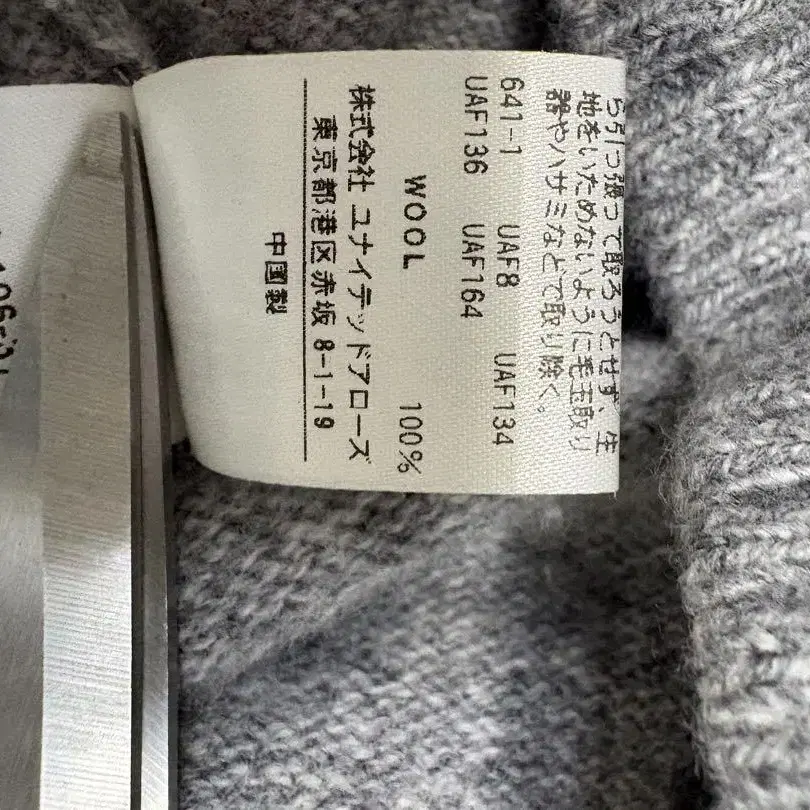 ら引っ張って取ろうとせず、生
地をいためないように毛玉取り
器やハサミなどで取り除く。
641-1 UAF8 UAF134
UAF136 UAF164
WOOL 100%
株式会社 ユナイテッドアローズ
東京都港区赤坂 8-1-19
中国製